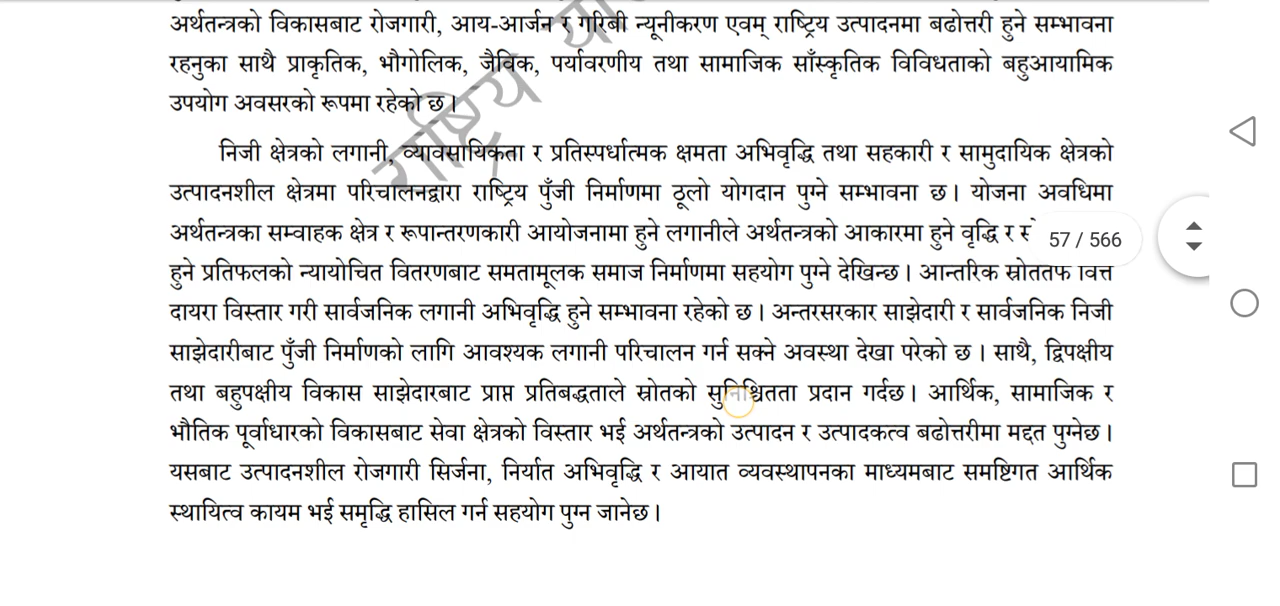 अर्थतन्त्रको विकासबाट रोजगारी, आय-आर्जन र गरिबी न्यूनीकरण एवम् राष्ट्रिय उत्पादनमा बढोत्तरी हुने सम्भावना
रहनुका साथै प्राकृतिक, भौगोलिक, जैविक, पर्यावरणीय तथा सामाजिक साँस्कृतिक विविधताको बहुआयामिक
उपयोग अवसरको रूपमा रहेको छ।
राष्ट्रिय
निजी क्षेत्रको लगानी, व्यावसायिकता र प्रतिस्पर्धात्मक क्षमता अभिवृद्धि तथा सहकारी र सामुदायिक क्षेत्रको
उत्पादनशील क्षेत्रमा परिचालनद्वारा राष्ट्रिय पुँजी निर्माणमा ठूलो योगदान पुग्ने सम्भावना छ। योजना अवधिमा
अर्थतन्त्रका सम्वाहक क्षेत्र र रूपान्तरणकारी आयोजनामा हुने लगानीले अर्थतन्त्रको आकारमा हुने वृद्धि र
57 / 566
हुने प्रतिफलको न्यायोचित वितरणबाट समतामूलक समाज निर्माणमा सहयोग पुग्ने देखिन्छ। आन्तरिक स्रोततर्फ वित्त
दायरा विस्तार गरी सार्वजनिक लगानी अभिवृद्धि हुने सम्भावना रहेको छ। अन्तरसरकार साझेदारी र सार्वजनिक निजी
साझेदारीबाट पुँजी निर्माणको लागि आवश्यक लगानी परिचालन गर्न सक्ने अवस्था देखा परेको छ। साथै, द्विपक्षीय
तथा बहुपक्षीय विकास साझेदारबाट प्राप्त प्रतिबद्धताले स्रोतको सुनिश्चितता प्रदान गर्दछ। आर्थिक, सामाजिक र
भौतिक पूर्वाधारको विकासबाट सेवा क्षेत्रको विस्तार भई अर्थतन्त्रको उत्पादन र उत्पादकत्व बढोत्तरीमा मद्दत पुग्नेछ।
यसबाट उत्पादनशील रोजगारी सिर्जना, निर्यात अभिवृद्धि र आयात व्यवस्थापनका माध्यमबाट समष्टिगत आर्थिक
स्थायित्व कायम भई समृद्धि हासिल गर्न सहयोग पुग्न जानेछ।